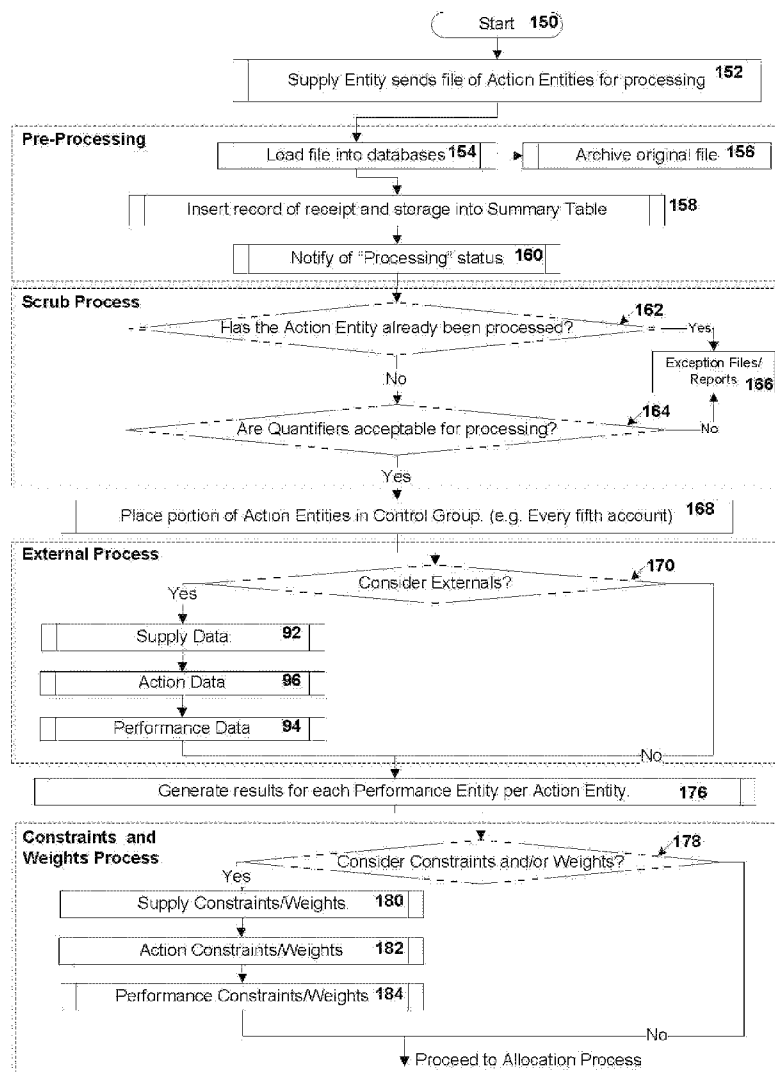 Start 150
Supply Entity sends file of Action Entities for processing 152
Pre-Processing
Load file into databases 154
Archive original file 156
Insert record of receipt and storage into Summary Table 158
Notify of "Processing" status 160
Scrub Process
162
Has the Action Entity already been processed?
Yes
Exception Files/
Reports 166
No
164
Are Quantifiers acceptable for processing?
No
Yes
Place portion of Action Entities in Control Group. (e.g. Every fifth account) 168
External Process
170
Consider Externals?
Yes
Supply Data 92
Action Data 96
Performance Data 94
No
Generate results for each Performance Entity per Action Entity. 176
Constraints and
Weights Process
178
Consider Constraints and/or Weights?
Yes
Supply Constraints/Weights. 180
Action Constraints/Weights 182
Performance Constraints/Weights 184
No
Proceed to Allocation Process